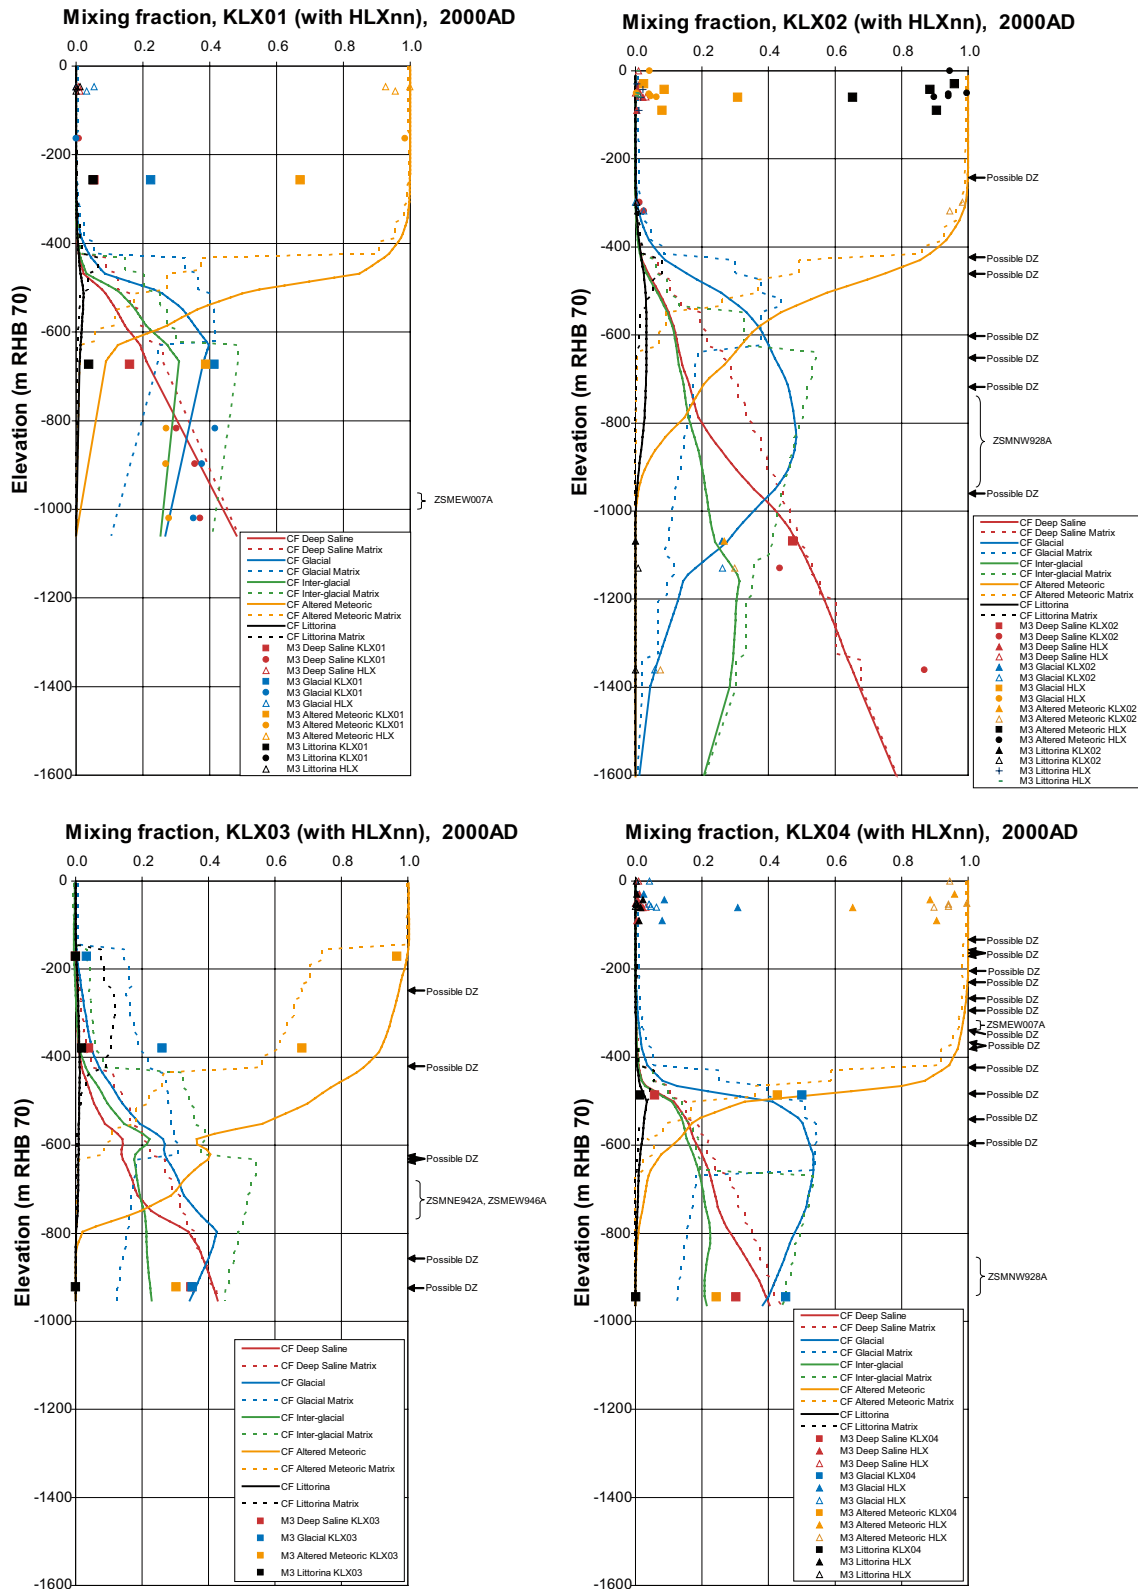 Mixing fraction, KLX01 (with HLXnn), 2000AD
0.0 0.2 0.4 0.6 0.8 1.0
0
-200
-400
-600
-800
-1000
-1200
-1400
-1600
Elevation (m RHB 70)
ZSMEW007A
CF Deep Saline
CF Deep Saline Matrix
CF Glacial
CF Glacial Matrix
CF Inter-glacial
CF Inter-glacial Matrix
CF Altered Meteoric
CF Altered Meteoric Matrix
CF Littorina
CF Littorina Matrix
M3 Deep Saline KLX01
M3 Deep Saline KLX01
M3 Deep Saline HLX
M3 Glacial KLX01
M3 Glacial KLX01
M3 Glacial HLX
M3 Altered Meteoric KLX01
M3 Altered Meteoric KLX01
M3 Altered Meteoric HLX
M3 Littorina KLX01
M3 Littorina KLX01
M3 Littorina HLX
Mixing fraction, KLX02 (with HLXnn), 2000AD
0.0 0.2 0.4 0.6 0.8 1.0
0
-200
-400
-600
-800
-1000
-1200
-1400
-1600
Elevation (m RHB 70)
Possible DZ
Possible DZ
Possible DZ
Possible DZ
Possible DZ
Possible DZ
ZSMNW928A
Possible DZ
CF Deep Saline
CF Deep Saline Matrix
CF Glacial
CF Glacial Matrix
CF Inter-glacial
CF Inter-glacial Matrix
CF Altered Meteoric
CF Altered Meteoric Matrix
CF Littorina
CF Littorina Matrix
M3 Deep Saline KLX02
M3 Deep Saline KLX02
M3 Deep Saline HLX
M3 Deep Saline HLX
M3 Glacial KLX02
M3 Glacial KLX02
M3 Glacial HLX
M3 Glacial HLX
M3 Altered Meteoric KLX02
M3 Altered Meteoric KLX02
M3 Altered Meteoric HLX
M3 Altered Meteoric HLX
M3 Littorina KLX02
M3 Littorina KLX02
M3 Littorina HLX
M3 Littorina HLX
Mixing fraction, KLX03 (with HLXnn), 2000AD
0.0 0.2 0.4 0.6 0.8 1.0
0
-200
-400
-600
-800
-1000
-1200
-1400
-1600
Elevation (m RHB 70)
Possible DZ
Possible DZ
Possible DZ
ZSMNE942A, ZSMEW946A
Possible DZ
Possible DZ
CF Deep Saline
CF Deep Saline Matrix
CF Glacial
CF Glacial Matrix
CF Inter-glacial
CF Inter-glacial Matrix
CF Altered Meteoric
CF Altered Meteoric Matrix
CF Littorina
CF Littorina Matrix
M3 Deep Saline KLX03
M3 Glacial KLX03
M3 Altered Meteoric KLX03
M3 Littorina KLX03
Mixing fraction, KLX04 (with HLXnn), 2000AD
0.0 0.2 0.4 0.6 0.8 1.0
0
-200
-400
-600
-800
-1000
-1200
-1400
-1600
Elevation (m RHB 70)
Possible DZ
Possible DZ
Possible DZ
Possible DZ
Possible DZ
Possible DZ
ZSMEW007A
Possible DZ
Possible DZ
Possible DZ
Possible DZ
Possible DZ
Possible DZ
ZSMNW928A
CF Deep Saline
CF Deep Saline Matrix
CF Glacial
CF Glacial Matrix
CF Inter-glacial
CF Inter-glacial Matrix
CF Altered Meteoric
CF Altered Meteoric Matrix
CF Littorina
CF Littorina Matrix
M3 Deep Saline KLX04
M3 Deep Saline HLX
M3 Deep Saline HLX
M3 Glacial KLX04
M3 Glacial HLX
M3 Glacial HLX
M3 Altered Meteoric KLX04
M3 Altered Meteoric HLX
M3 Altered Meteoric HLX
M3 Littorina KLX04
M3 Littorina HLX
M3 Littorina HLX